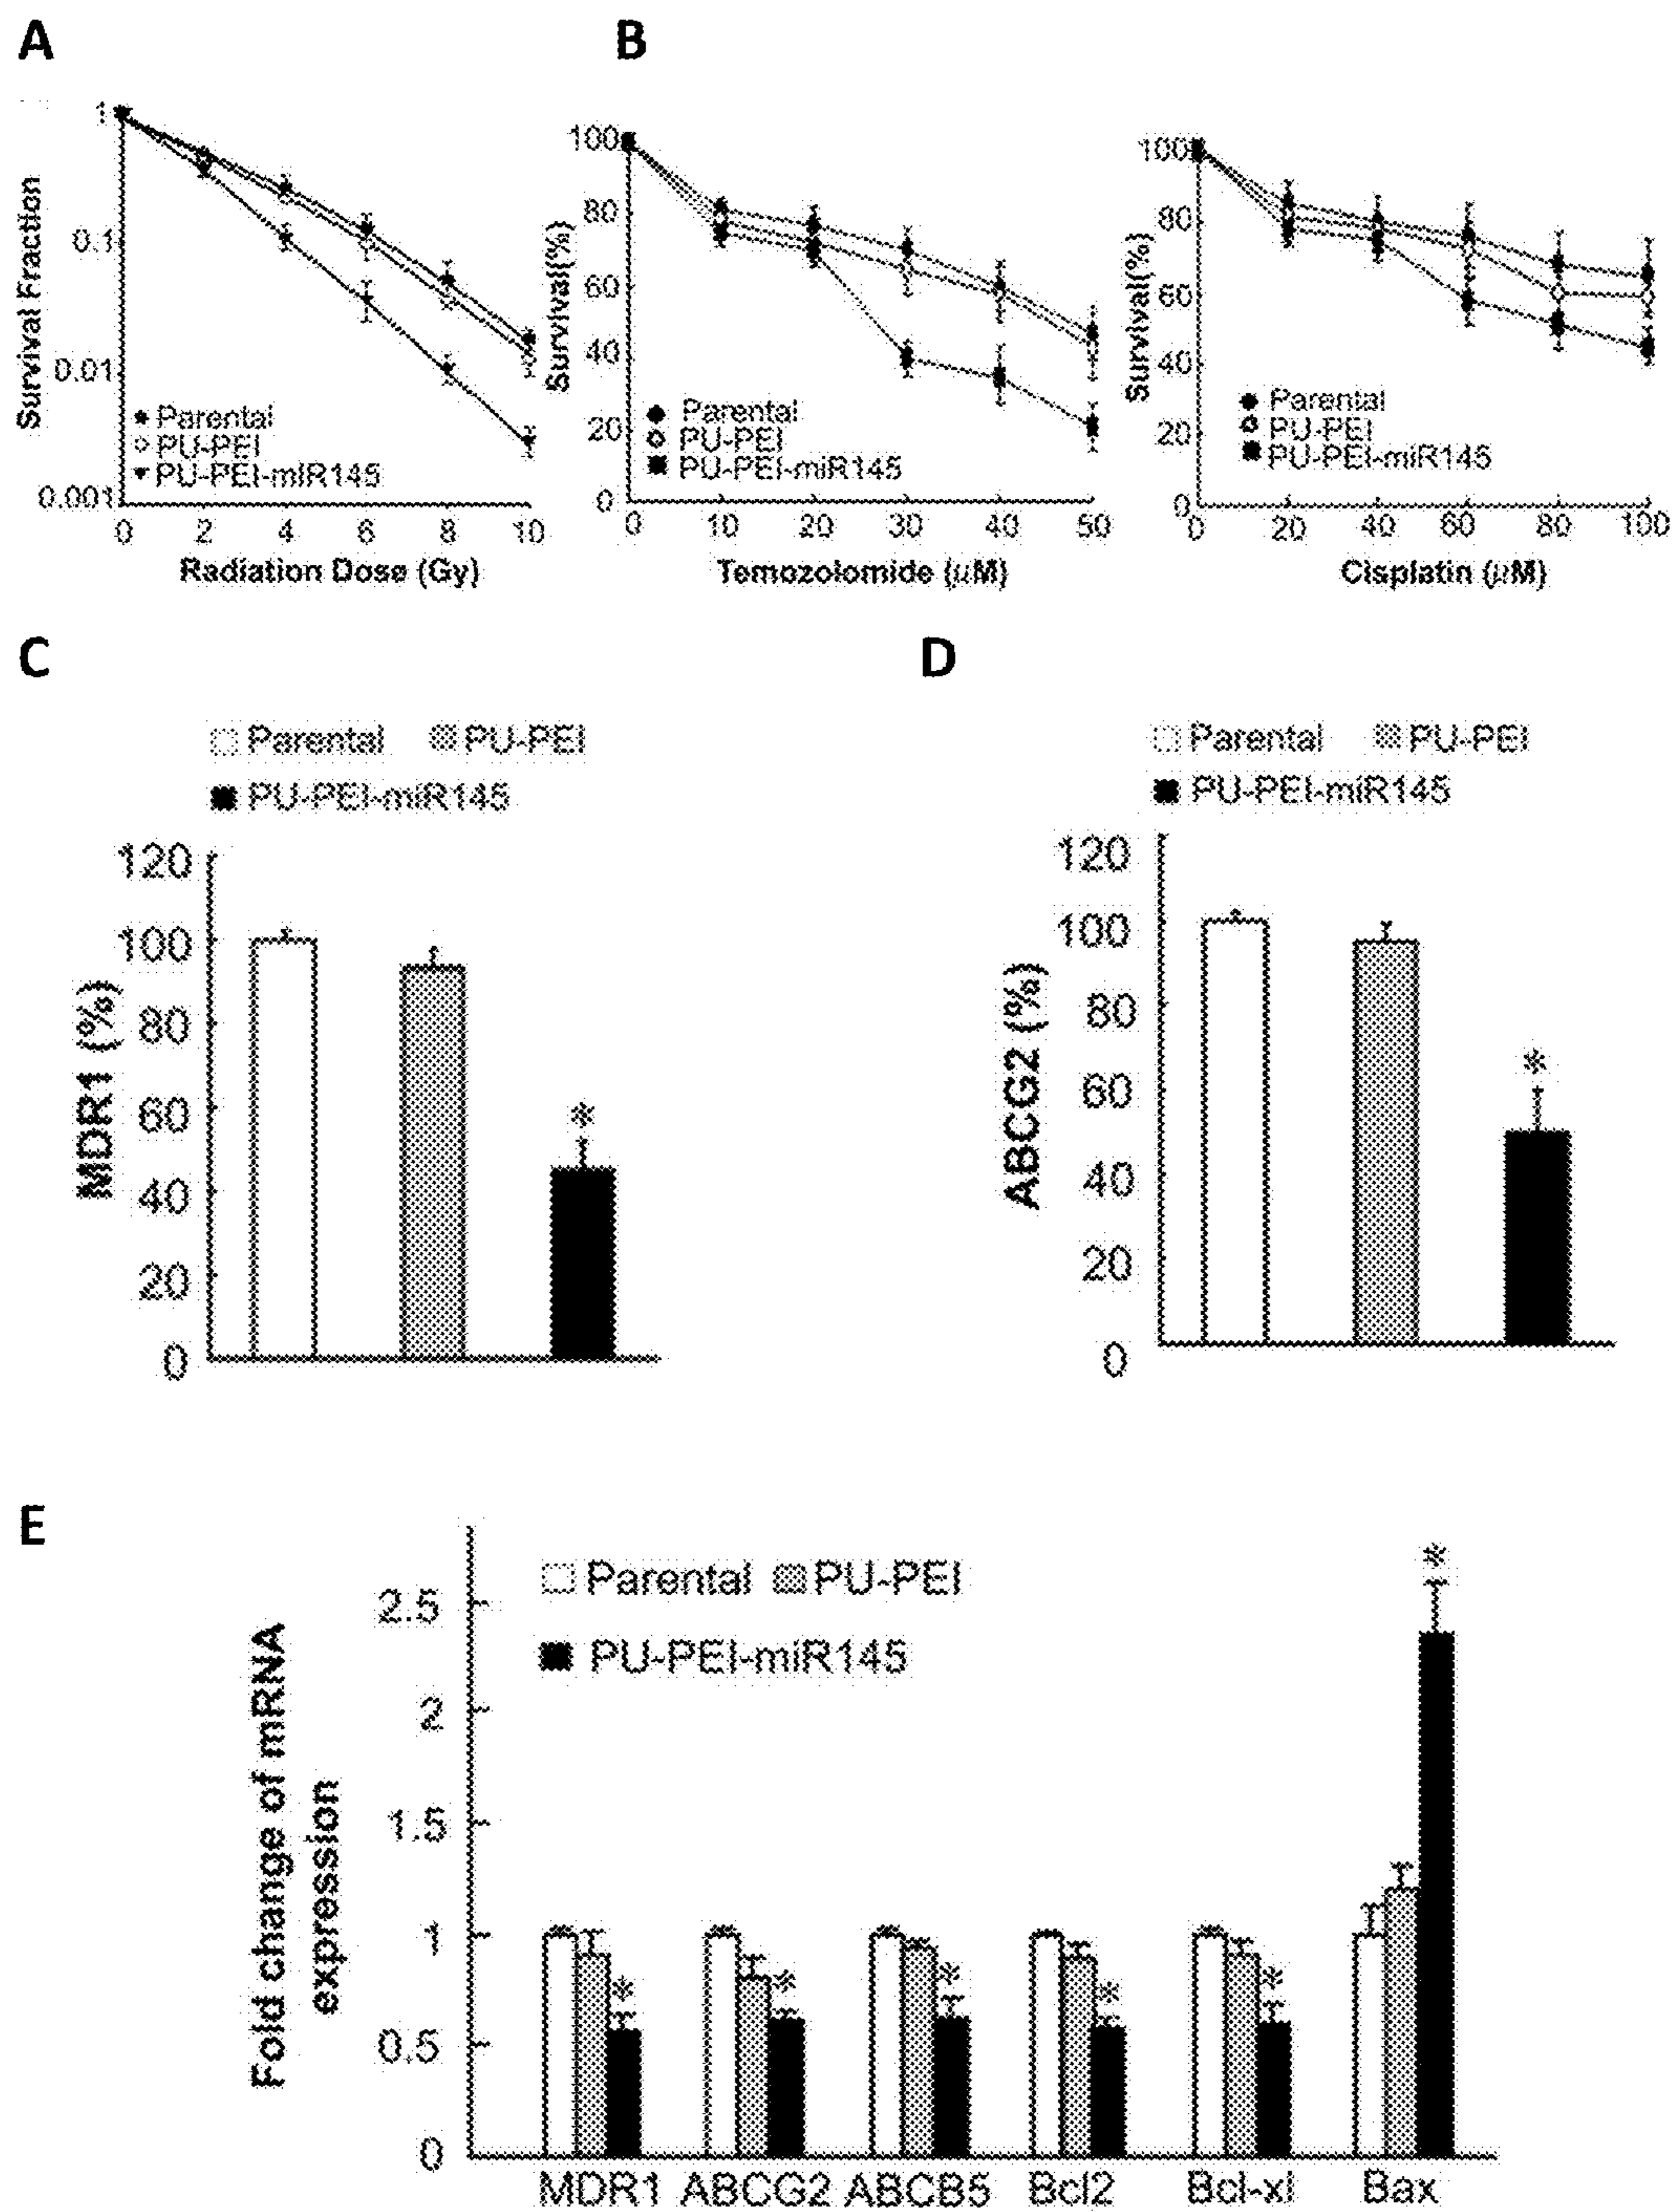 A
B
Survival Fraction
1
0.1
0.01
0.001
Parental
PU-PEI
PU-PEI-miR145
0 2 4 6 8 10
Radiation Dose (Gy)
Survival(%)
100
80
60
40
20
0
Parental
PU-PEI
PU-PEI-miR145
0 10 20 30 40 50
Temozolomide (μM)
Survival(%)
100
80
60
40
20
0
Parental
PU-PEI
PU-PEI-miR145
0 20 40 60 80 100
Cisplatin (μM)
C
Parental PU-PEI
PU-PEI-miR145
MDR1 (%)
120
100
80
60
40
20
0
*
D
Parental PU-PEI
PU-PEI-miR145
ABCG2 (%)
120
100
80
60
40
20
0
*
E
Parental PU-PEI
PU-PEI-miR145
Fold change of mRNA
expression
2.5
2
1.5
1
0.5
0
* * * * * *
MDR1 ABCG2 ABCB5 Bcl2 Bcl-xl Bax